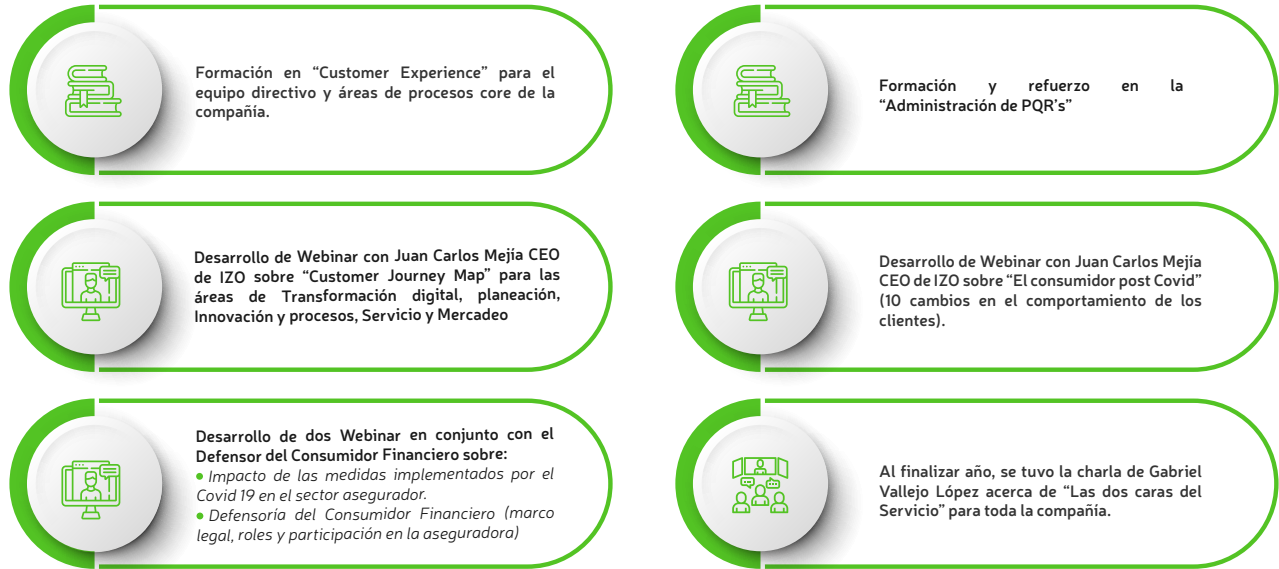 Formación en “Customer Experience” para el
equipo directivo y áreas de procesos core de la
compañía.
Formación y refuerzo en la
“Administración de PQR’s”
Desarrollo de Webinar con Juan Carlos Mejía CEO
de IZO sobre “Customer Journey Map” para las
áreas de Transformación digital, planeación,
Innovación y procesos, Servicio y Mercadeo
Desarrollo de Webinar con Juan Carlos Mejía
CEO de IZO sobre “El consumidor post Covid”
(10 cambios en el comportamiento de los
clientes).
Desarrollo de dos Webinar en conjunto con el
Defensor del Consumidor Financiero sobre:
• Impacto de las medidas implementados por el
Covid 19 en el sector asegurador.
• Defensoría del Consumidor Financiero (marco
legal, roles y participación en la aseguradora)
Al finalizar año, se tuvo la charla de Gabriel
Vallejo López acerca de “Las dos caras del
Servicio” para toda la compañía.